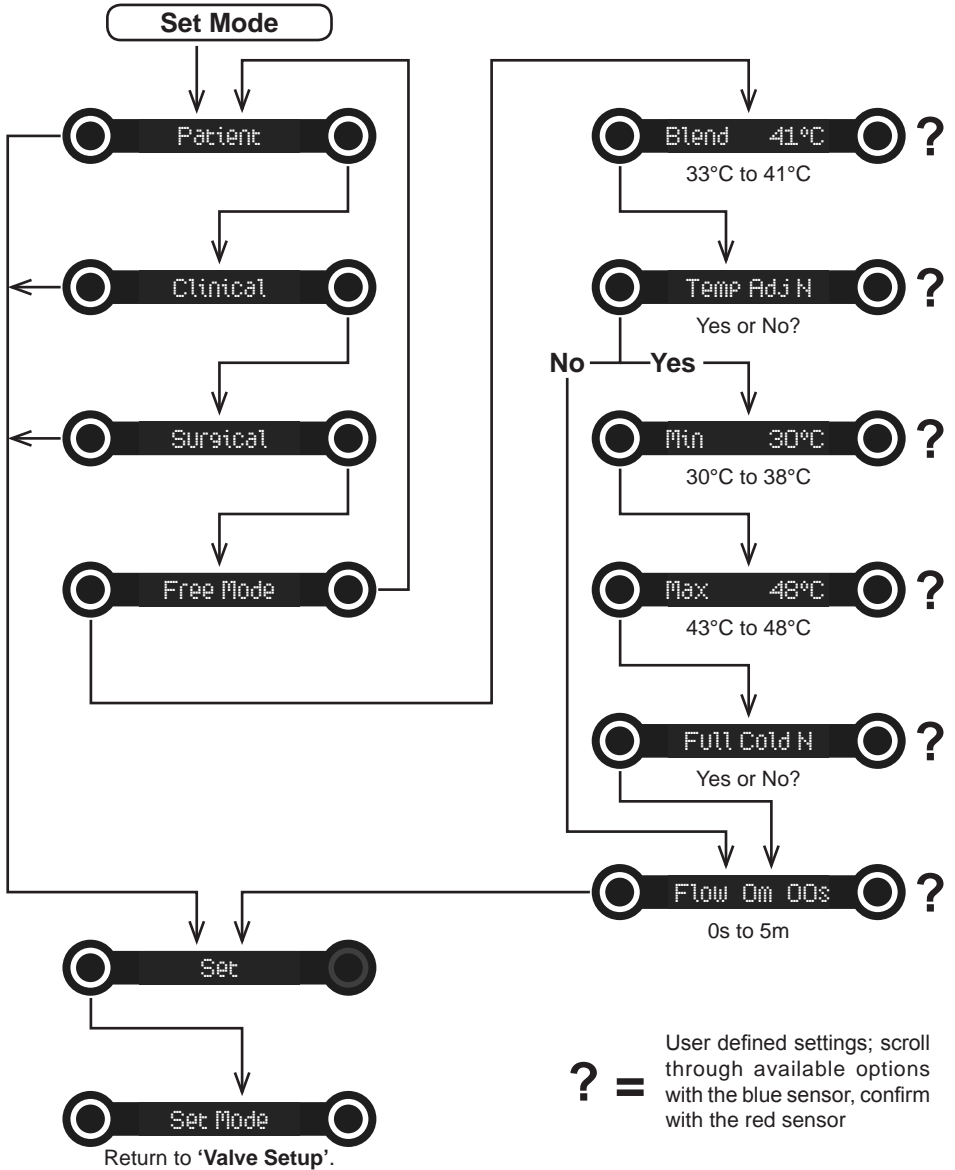 Set Mode
Patient
Clinical
Surgical
Free Mode
Blend 41°C
?
33°C to 41°C
Temp Adj N
?
Yes or No?
No
Yes
Min 30°C
?
30°C to 38°C
Max 48°C
?
43°C to 48°C
Full Cold N
?
Yes or No?
Flow 0m 00s
?
0s to 5m
Set
Set Mode
Return to ‘Valve Setup’.
? =
User defined settings; scroll
through available options
with the blue sensor, confirm
with the red sensor